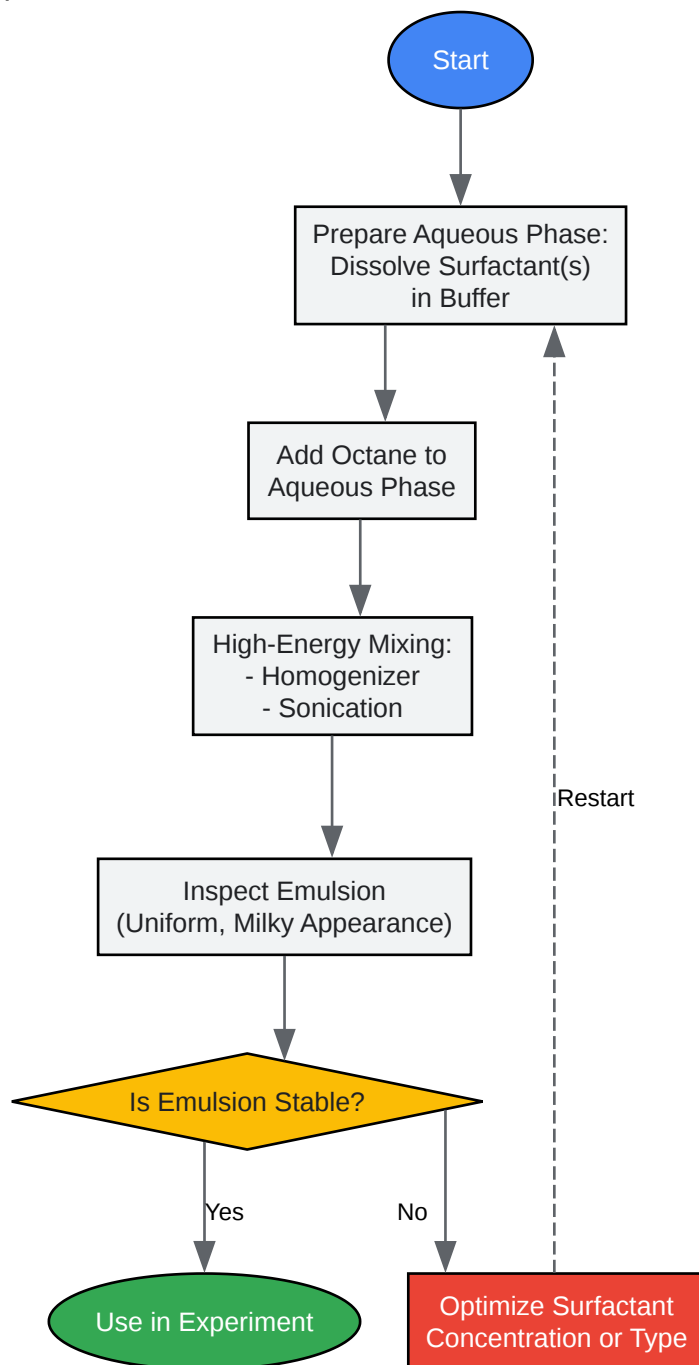 Start
Prepare Aqueous Phase:
Dissolve Surfactant(s)
in Buffer
Add Octane to
Aqueous Phase
High-Energy Mixing:
- Homogenizer
- Sonication
Restart
Inspect Emulsion
(Uniform, Milky Appearance)
Is Emulsion Stable?
Yes
No
Use in Experiment
Optimize Surfactant
Concentration or Type